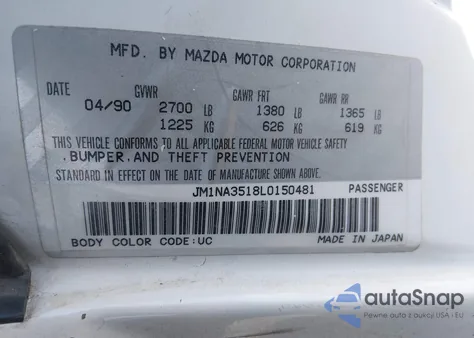 MFD. BY MAZDA MOTOR CORPORATION
DATE GVWR GAWR FRT GAWR RR
04/90 2700 LB 1380 LB 1365 LB
1225 KG 626 KG 619 KG
THIS VEHICLE CONFORMS TO ALL APPLICABLE FEDERAL MOTOR VEHICLE SAFETY
.BUMPER.AND THEFT PREVENTION
STANDARD IN EFFECT ON THE DATE OF MANUFACTURE SHOWN ABOVE.
JM1NA3518L0150481 PASSENGER
BODY COLOR CODE:UC MADE IN JAPAN
autoSnap
Pewne auto z aukcji USA i EU